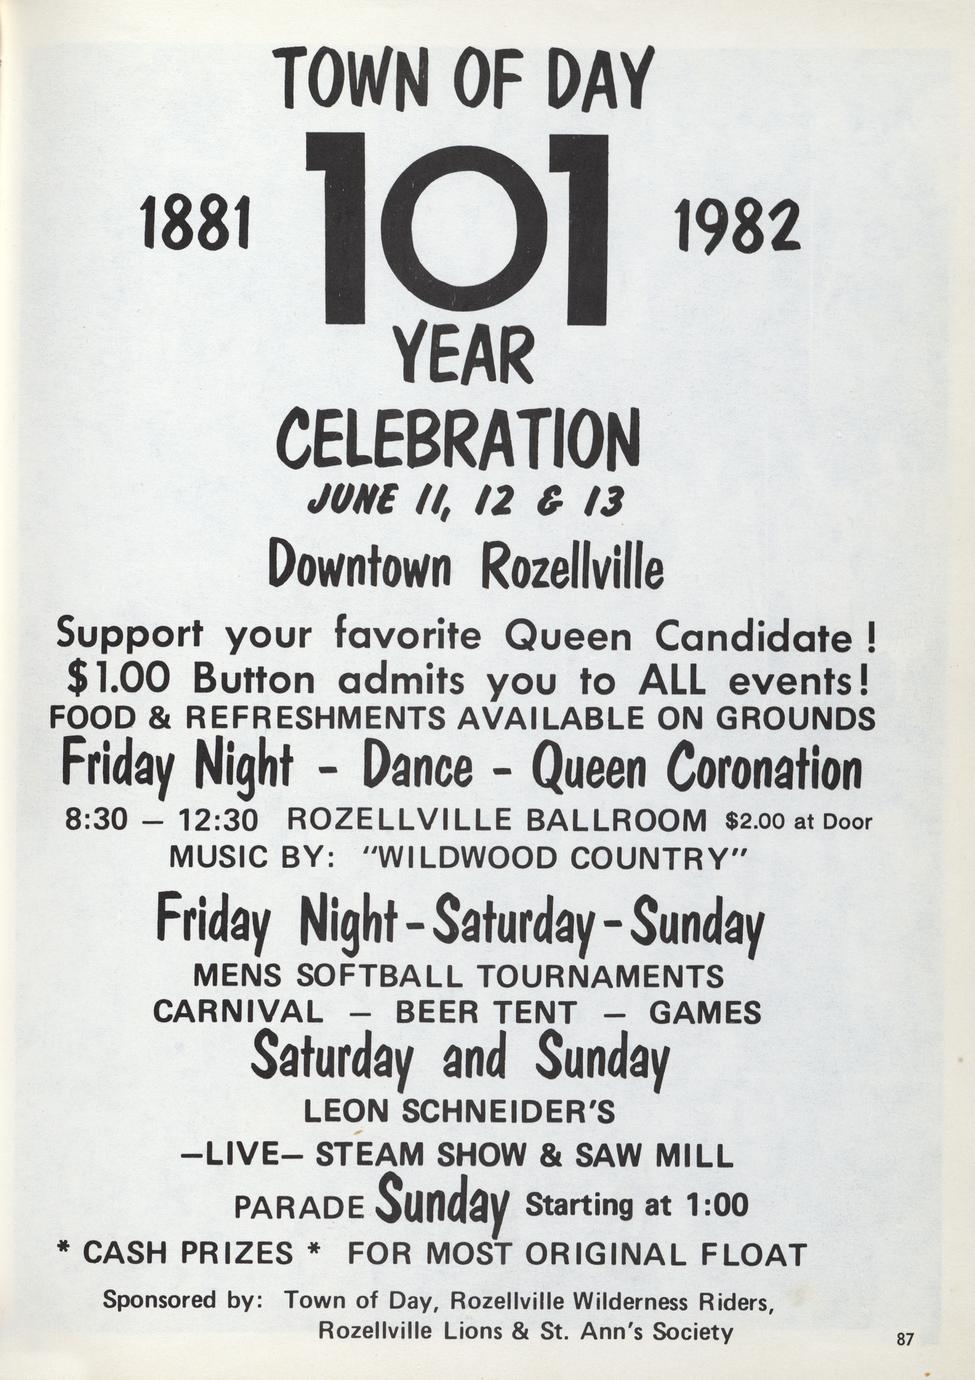 TOWN OF DAY
1881 101 1982
YEAR
CELEBRATION
JUNE 11, 12 & 13
Downtown Rozellville
Support your favorite Queen Candidate !
$1.00 Button admits you to ALL events!
FOOD & REFRESHMENTS AVAILABLE ON GROUNDS
Friday Night - Dance - Queen Coronation
8:30 — 12:30 ROZELLVILLE BALLROOM $2.00 at Door
MUSIC BY: "WILDWOOD COUNTRY"
Friday Night - Saturday - Sunday
MENS SOFTBALL TOURNAMENTS
CARNIVAL — BEER TENT — GAMES
Saturday and Sunday
LEON SCHNEIDER'S
—LIVE— STEAM SHOW & SAW MILL
PARADE Sunday Starting at 1:00
* CASH PRIZES * FOR MOST ORIGINAL FLOAT
Sponsored by: Town of Day, Rozellville Wilderness Riders,
Rozellville Lions & St. Ann's Society
87